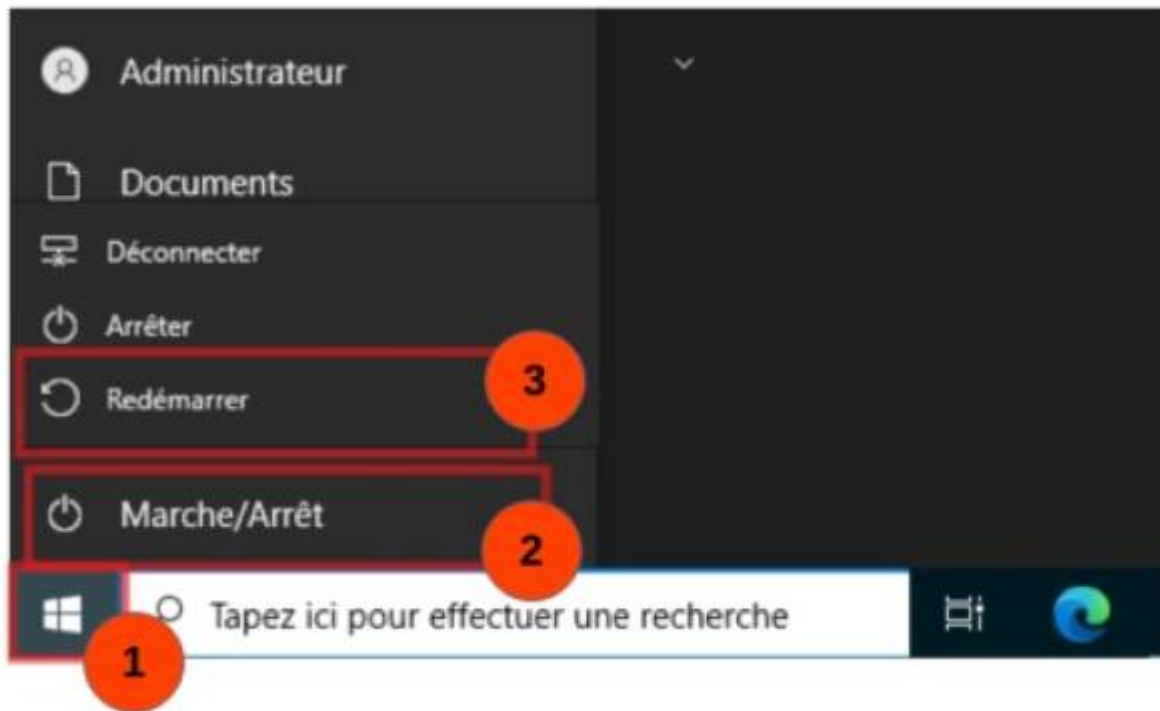 Administrateur
Documents
Déconnecter
Arrêter
Redémarrer
3
Marche/Arrêt
2
Tapez ici pour effectuer une recherche
1